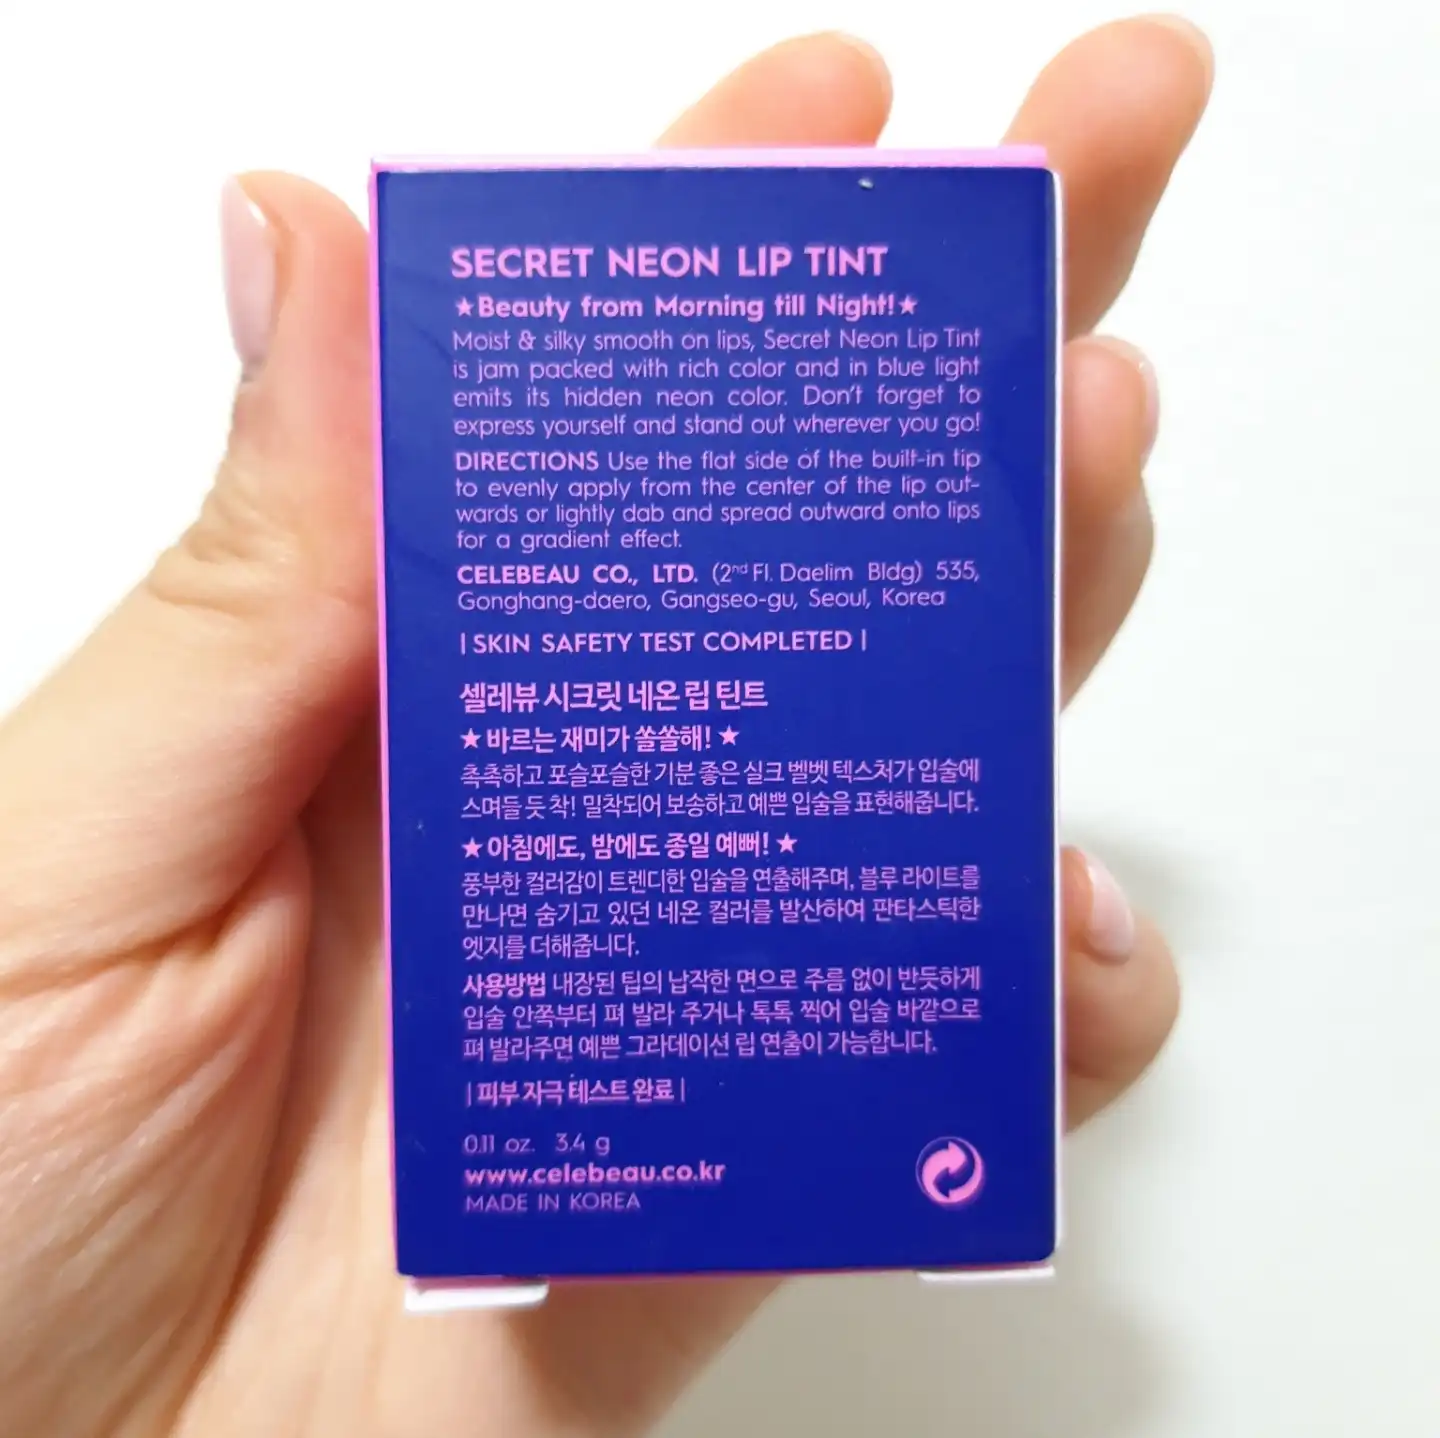 SECRET NEON LIP TINT
★Beauty from Morning till Night!★
Moist & silky smooth on lips, Secret Neon Lip Tint
is jam packed with rich color and in blue light
emits its hidden neon color. Don't forget to
express yourself and stand out wherever you go!
DIRECTIONS Use the flat side of the built-in tip
to evenly apply from the center of the lip out-
wards or lightly dab and spread outward onto lips
for a gradient effect.
CELEBEAU CO., LTD. (2nd Fl. Daelim Bldg) 535,
Gonghang-daero, Gangseo-gu, Seoul, Korea
| SKIN SAFETY TEST COMPLETED |
셀레뷰 시크릿 네온 립 틴트
★ 바르는 재미가 쏠쏠해! ★
촉촉하고 포슬포슬한 기분 좋은 실크 벨벳 텍스처가 입술에
스며들 듯 착! 밀착되어 보송하고 예쁜 입술을 표현해줍니다.
★ 아침에도, 밤에도 종일 예뻐! ★
풍부한 컬러감이 트렌디한 입술을 연출해주며, 블루 라이트를
만나면 숨기고 있던 네온 컬러를 발산하여 판타스틱한
엣지를 더해줍니다.
사용방법 내장된 팁의 납작한 면으로 주름 없이 반듯하게
입술 안쪽부터 펴 발라 주거나 톡톡 찍어 입술 바깥으로
펴 발라주면 예쁜 그라데이션 립 연출이 가능합니다.
| 피부 자극 테스트 완료 |
0.11 oz. 3.4 g
www.celebeau.co.kr
MADE IN KOREA